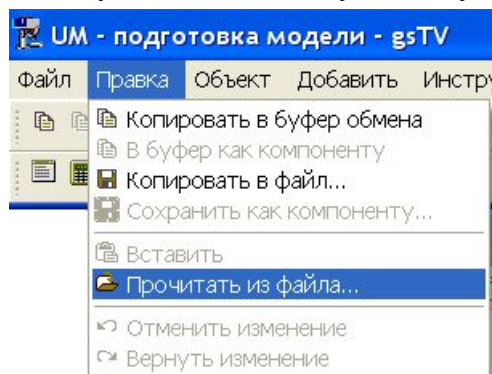 UM - подготовка модели - gsTV
Файл Правка Объект Добавить
Копировать в буфер обмена
В буфер как компоненту
Копировать в файл...
Сохранить как компоненту...
Вставить
Прочитать из файла...
Отменить изменение
Вернуть изменение